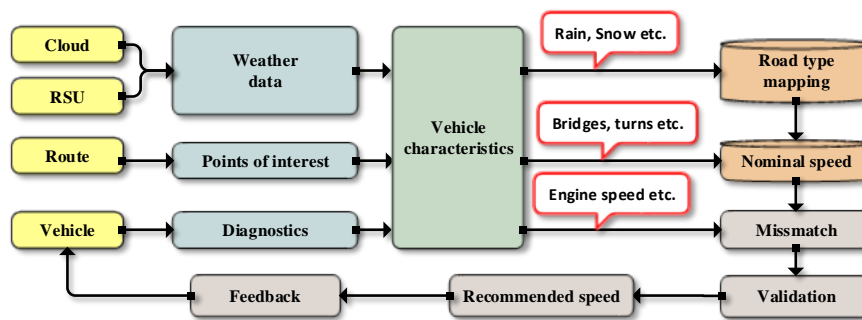 Cloud
RSU
Route
Vehicle
Weather
data
Points of interest
Diagnostics
Vehicle
characteristics
Rain, Snow etc.
Bridges, turns etc.
Engine speed etc.
Road type
mapping
Nominal speed
Missmatch
Validation
Recommended speed
Feedback